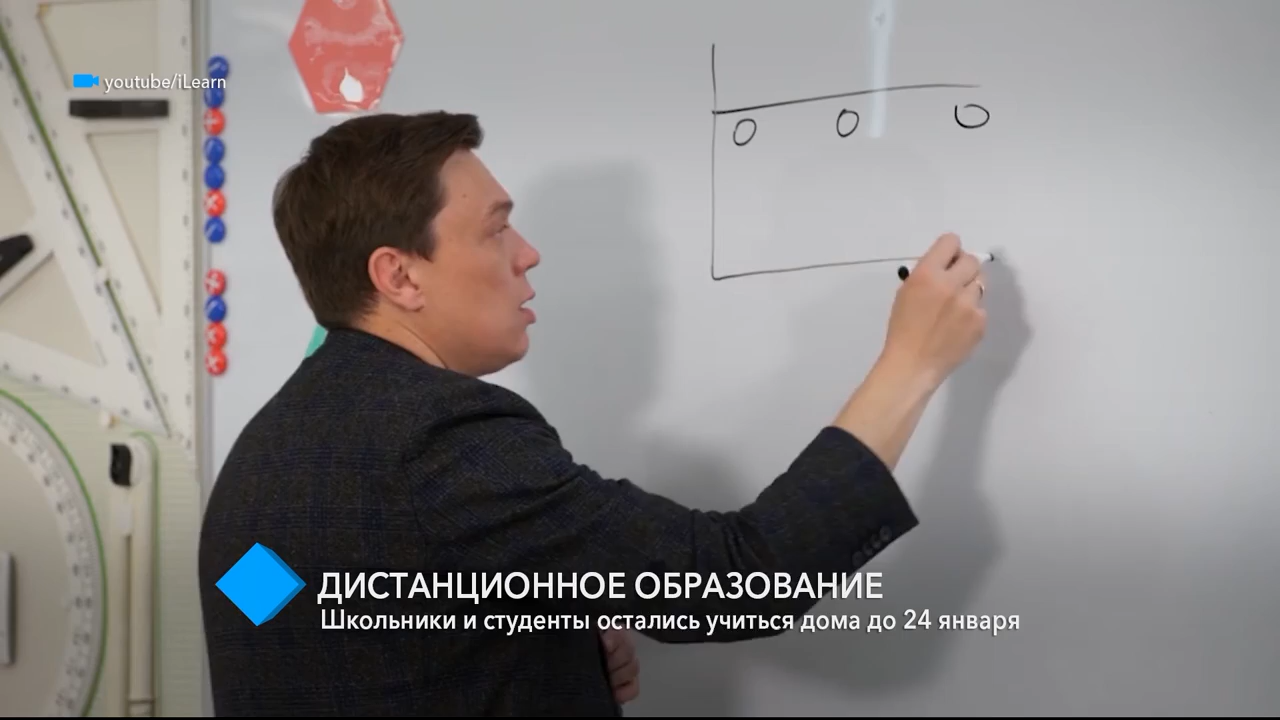 youtube/iLearn
O O O
ДИСТАНЦИОННОЕ ОБРАЗОВАНИЕ
Школьники и студенты остались учиться дома до 24 января